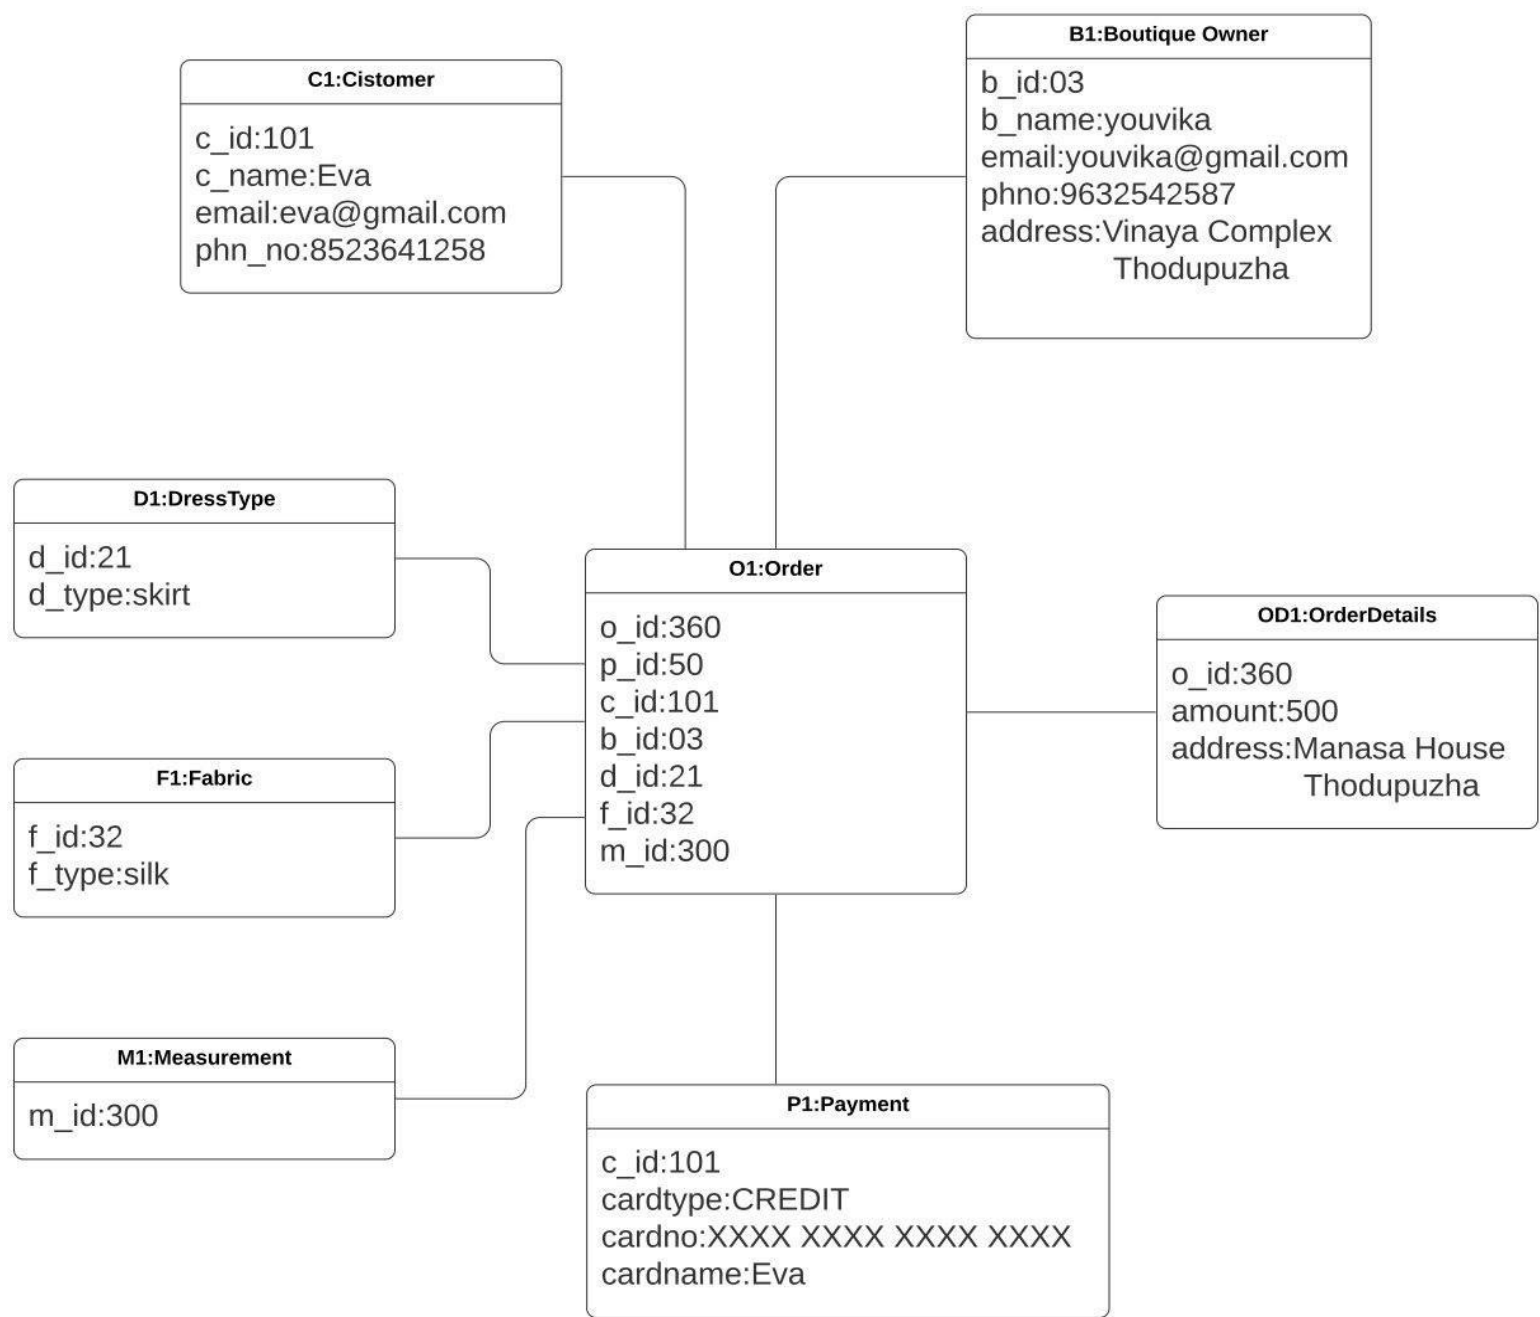 C1:Cistomer
c_id:101
c_name:Eva
email:eva@gmail.com
phn_no:8523641258
B1:Boutique Owner
b_id:03
b_name:youvika
email:youvika@gmail.com
phno:9632542587
address:Vinaya Complex
Thodupuzha
D1:DressType
d_id:21
d_type:skirt
O1:Order
o_id:360
p_id:50
c_id:101
b_id:03
d_id:21
f_id:32
m_id:300
OD1:OrderDetails
o_id:360
amount:500
address:Manasa House
Thodupuzha
F1:Fabric
f_id:32
f_type:silk
M1:Measurement
m_id:300
P1:Payment
c_id:101
cardtype:CREDIT
cardno:XXXX XXXX XXXX XXXX
cardname:Eva